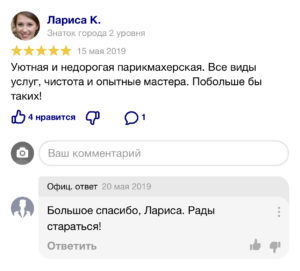 Лариса К.
Знаток города 2 уровня
15 мая 2019
Уютная и недорогая парикмахерская. Все виды
услуг, чистота и опытные мастера. Побольше бы
таких!
4 нравится 1
Ваш комментарий
Офиц. ответ 20 мая 2019
Большое спасибо, Лариса. Рады
стараться!
Ответить